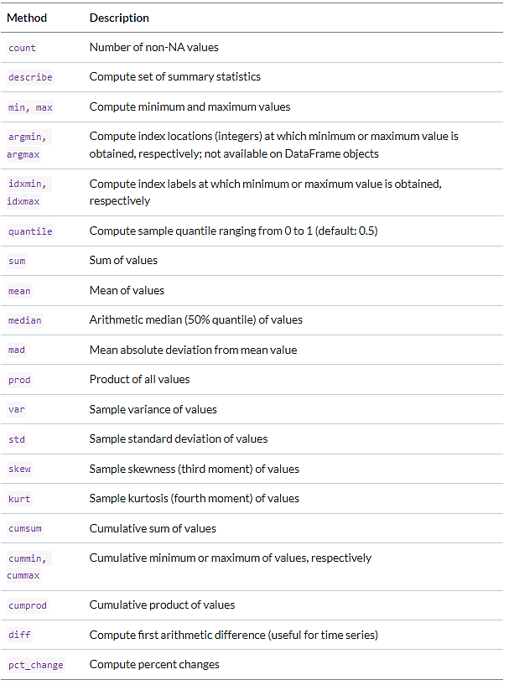 Method Description
count Number of non-NA values
describe Compute set of summary statistics
min, max Compute minimum and maximum values
argmin, Compute index locations (integers) at which minimum or maximum value is
argmax obtained, respectively; not available on DataFrame objects
idxmin, Compute index labels at which minimum or maximum value is obtained,
idxmax respectively
quantile Compute sample quantile ranging from 0 to 1 (default: 0.5)
sum Sum of values
mean Mean of values
median Arithmetic median (50% quantile) of values
mad Mean absolute deviation from mean value
prod Product of all values
var Sample variance of values
std Sample standard deviation of values
skew Sample skewness (third moment) of values
kurt Sample kurtosis (fourth moment) of values
cumsum Cumulative sum of values
cummin, Cumulative minimum or maximum of values, respectively
cummax
cumprod Cumulative product of values
diff Compute first arithmetic difference (useful for time series)
pct_change Compute percent changes